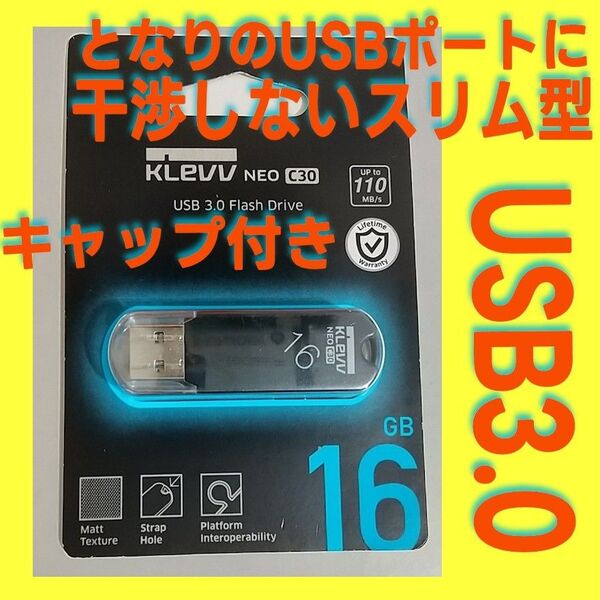 となりのUSBポートに
干渉しないスリム型
KLEVV NEO C30
UP TO
110
MB/s
USB 3.0 Flash Drive
Lifetime
Warranty
キャップ付き
USB3.0
16
KLEVV
NEO C30
GB
16
Matt
Texture
Strap
Hole
Platform
Interoperability